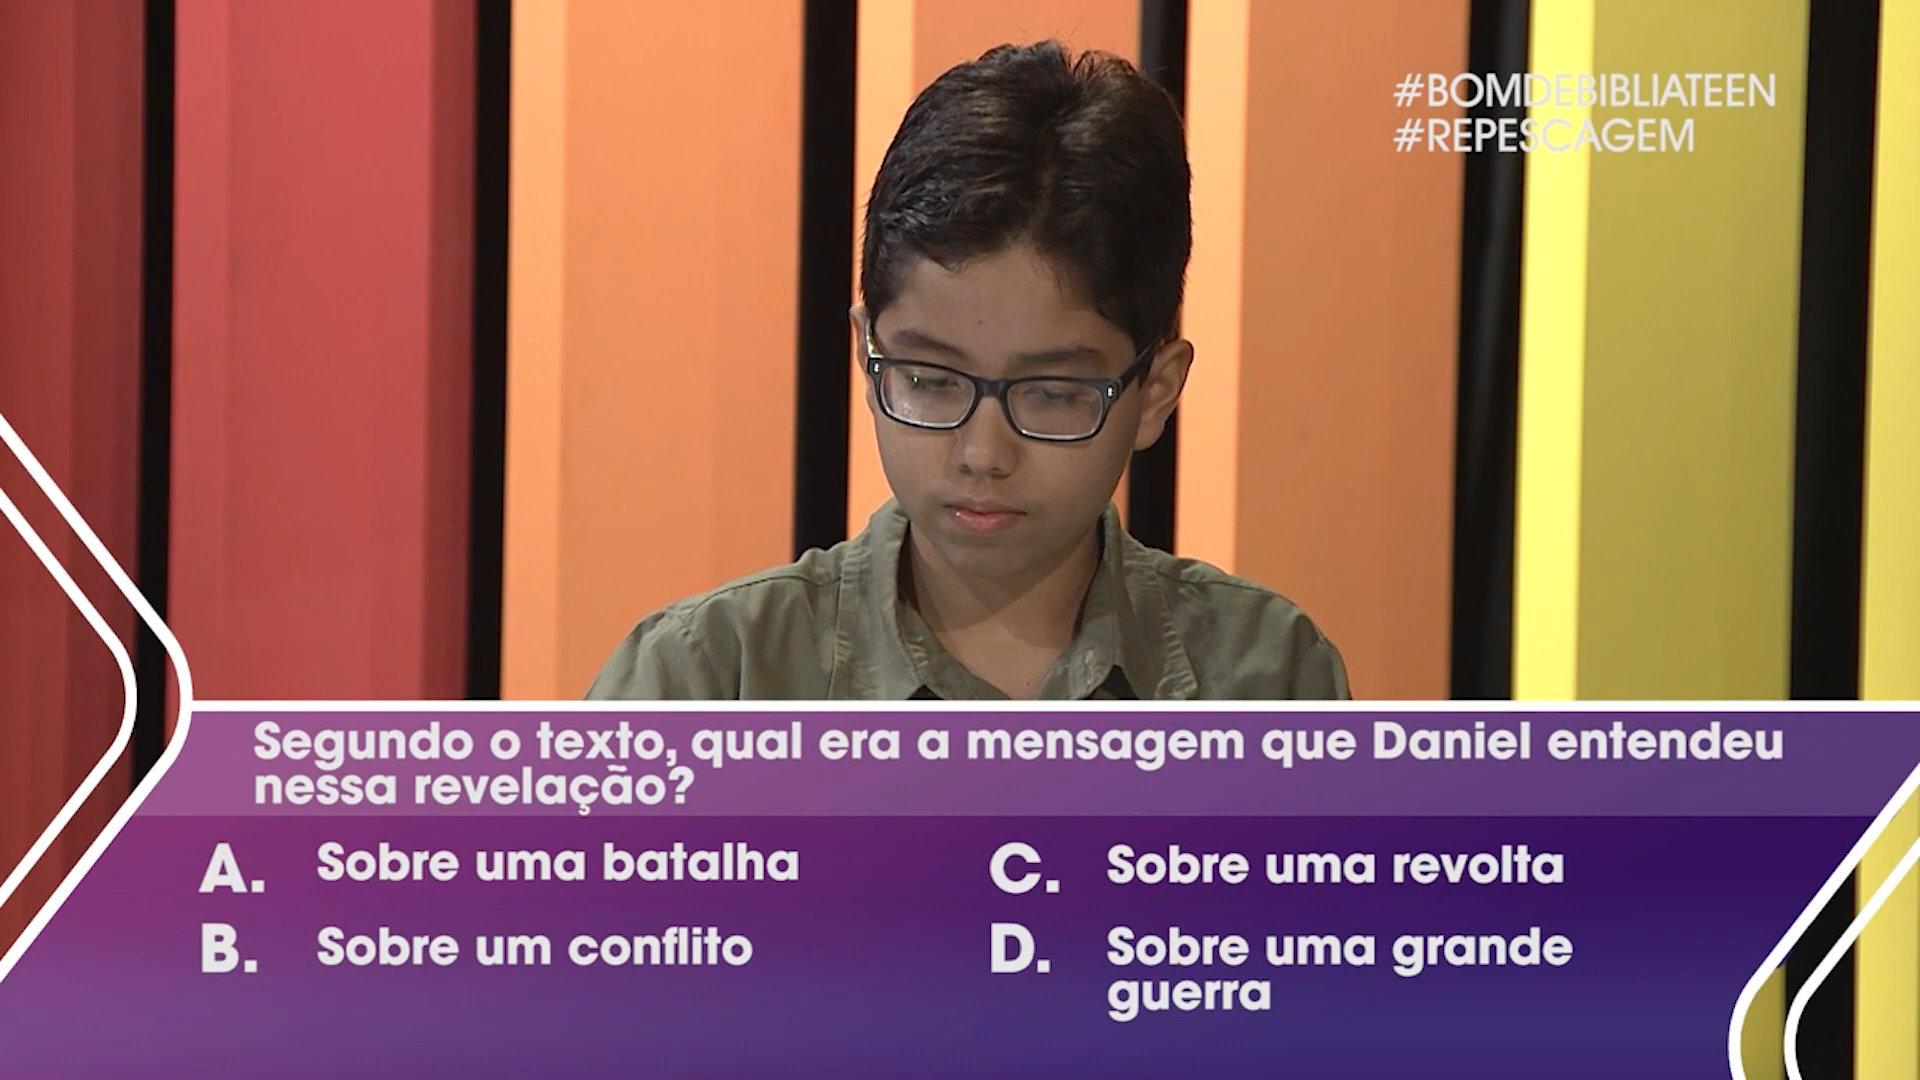 #BOMDEBIBLIATEEN
#REPESCAGEM
Segundo o texto, qual era a mensagem que Daniel entendeu
nessa revelação?
A. Sobre uma batalha
B. Sobre um conflito
C. Sobre uma revolta
D. Sobre uma grande
guerra